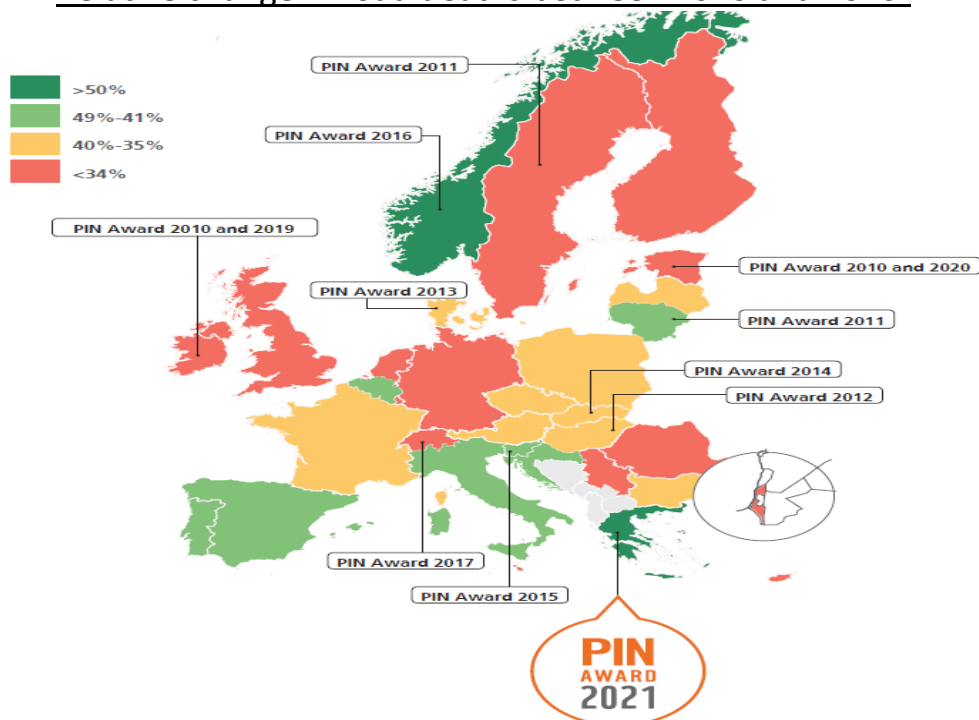 PIN Award 2011
>50%
49%-41%
40%-35%
<34%
PIN Award 2016
PIN Award 2010 and 2019
PIN Award 2013
PIN Award 2010 and 2020
PIN Award 2011
PIN Award 2014
PIN Award 2012
PIN Award 2017
PIN Award 2015
PIN
AWARD
2021